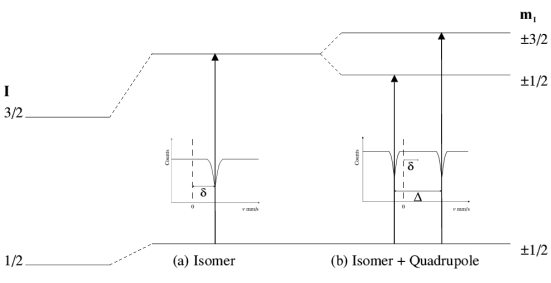 m_I
±3/2
I
±1/2
3/2
Counts
δ
0
v mm/s
Counts
δ
Δ
0
v mm/s
1/2
(a) Isomer
(b) Isomer + Quadrupole
±1/2